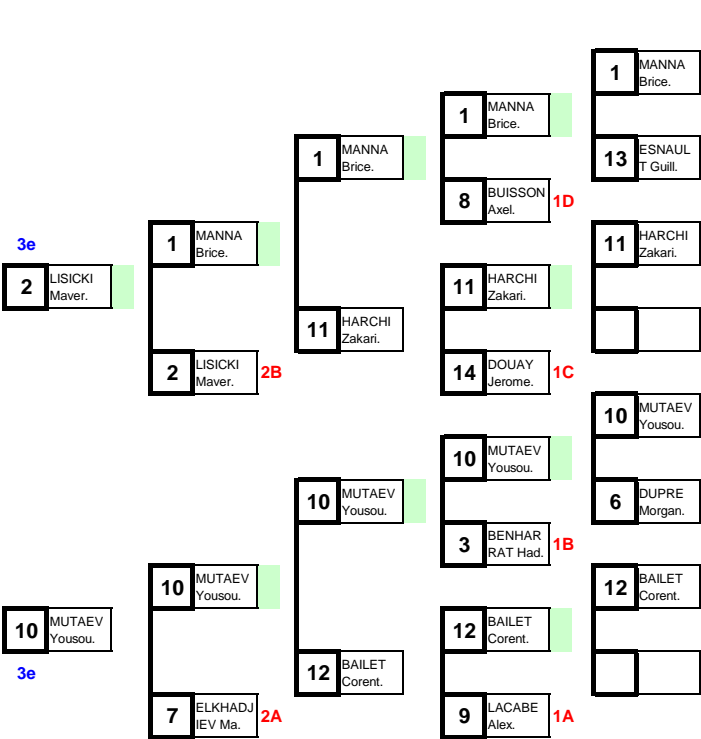 1 MANNA
Brice.
1 MANNA
Brice.
1 MANNA
Brice.
13 ESNAUL
T Guill.
8 BUISSON 1D
Axel.
3e
1 MANNA
Brice.
11 HARCHI
Zakari.
2 LISICKI
Maver.
11 HARCHI
Zakari.
11 HARCHI
Zakari.
2 LISICKI 2B
Maver.
14 DOUAY 1C
Jerome.
10 MUTAEV
Yousou.
10 MUTAEV
Yousou.
10 MUTAEV
Yousou.
6 DUPRE
Morgan.
3 BENHAR 1B
RAT Had.
10 MUTAEV
Yousou.
12 BAILET
Corent.
10 MUTAEV
Yousou.
12 BAILET
Corent.
3e
12 BAILET
Corent.
7 ELKHADJ 2A
IEV Ma.
9 LACABE 1A
Alex.